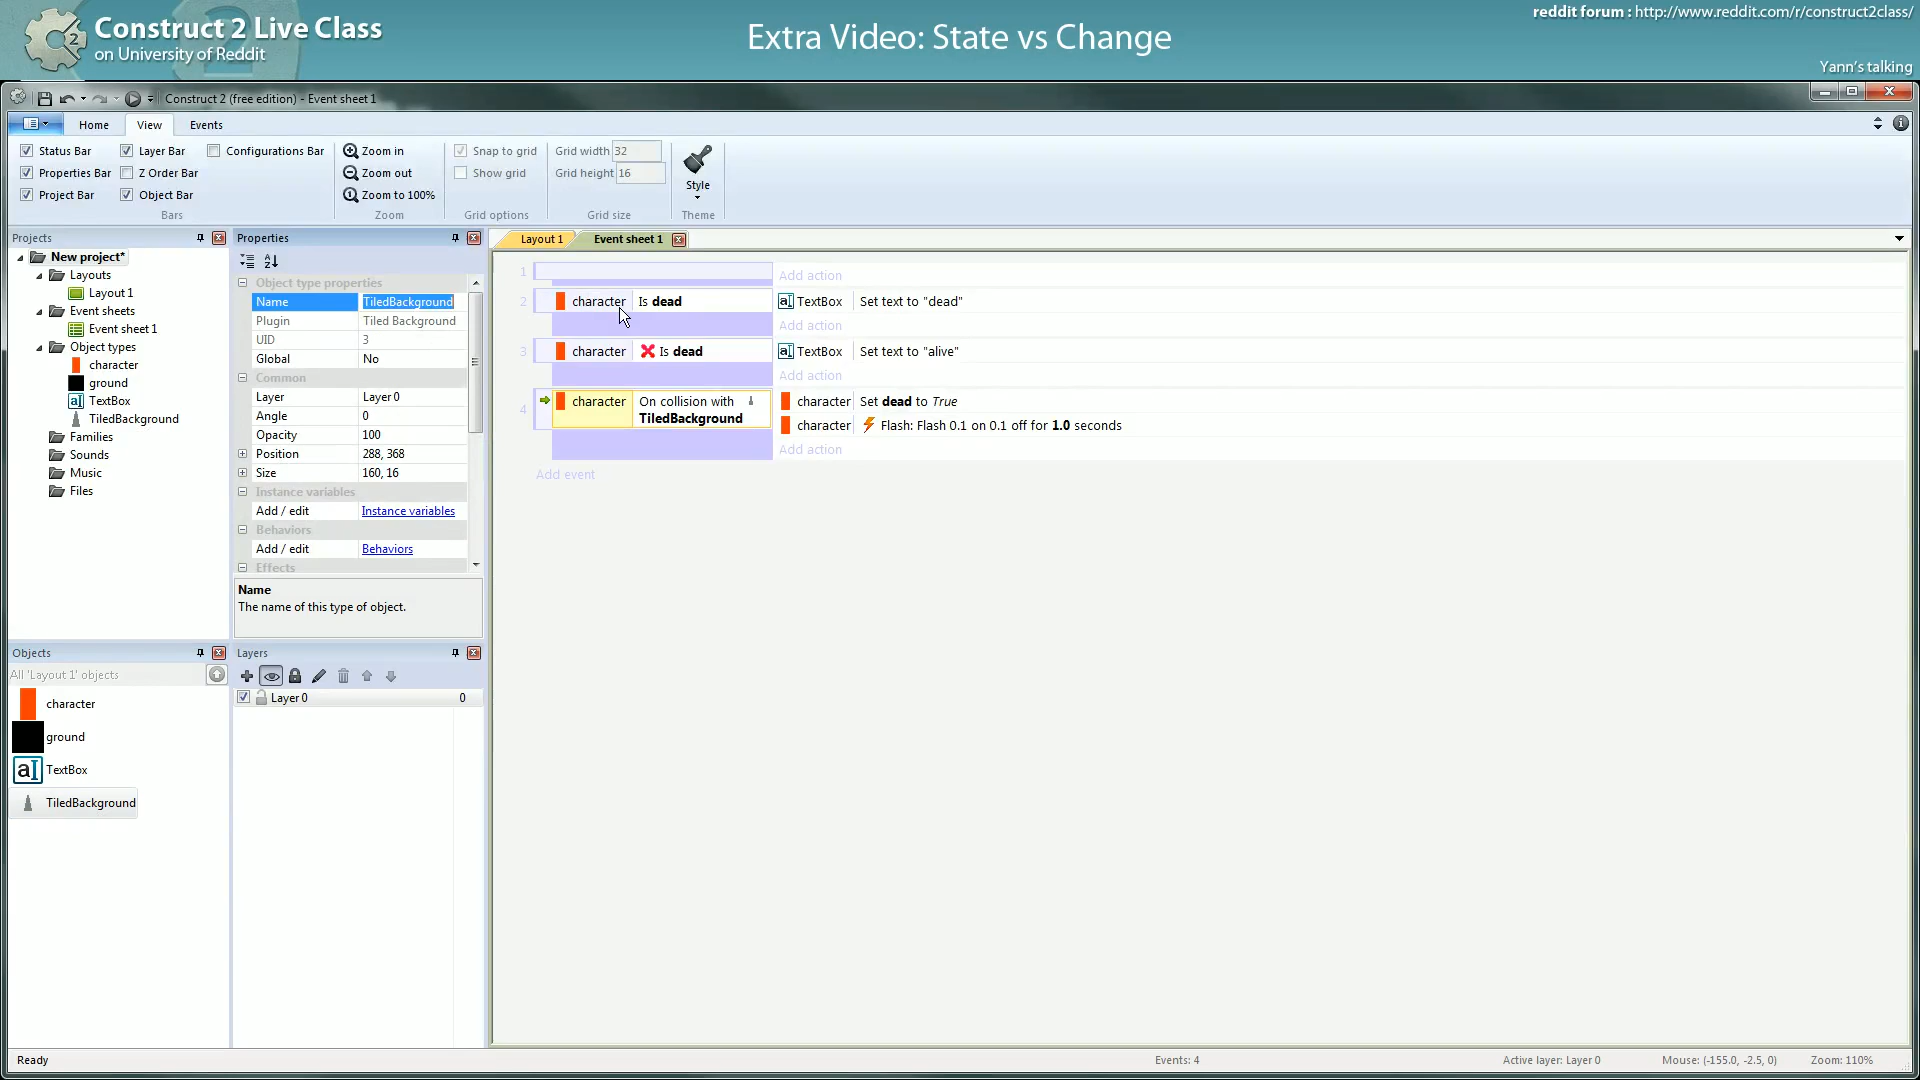 Construct 2 Live Class
on University of Reddit
Extra Video: State vs Change
reddit forum : http://www.reddit.com/r/construct2class/
Yann's talking
Construct 2 (free edition) - Event sheet 1
Home View Events
Status Bar Layer Bar Configurations Bar Zoom in Snap to grid Grid width 32
Properties Bar Z Order Bar Zoom out Show grid Grid height 16 Style
Project Bar Object Bar Zoom to 100%
Bars Zoom Grid options Grid size Theme
Projects
New project*
Layouts
Layout 1
Event sheets
Event sheet 1
Object types
character
ground
TextBox
TiledBackground
Families
Sounds
Music
Files
Properties
Object type properties
Name TiledBackground
Plugin Tiled Background
UID 3
Global No
Common
Layer Layer 0
Angle 0
Opacity 100
Position 288, 368
Size 160, 16
Instance variables
Add / edit Instance variables
Behaviors
Add / edit Behaviors
Effects
Name
The name of this type of object.
Objects
All 'Layout 1' objects
character
ground
TextBox
TiledBackground
Layers
Layer 0 0
Layout 1 Event sheet 1
1 Add action
2 character Is dead TextBox Set text to "dead"
Add action
3 character Is dead TextBox Set text to "alive"
Add action
4 character On collision with TiledBackground
character Set dead to True
character Flash: Flash 0.1 on 0.1 off for 1.0 seconds
Add action
Add event
Ready Events: 4 Active layer: Layer 0 Mouse: (-155.0, -2.5, 0) Zoom: 110%